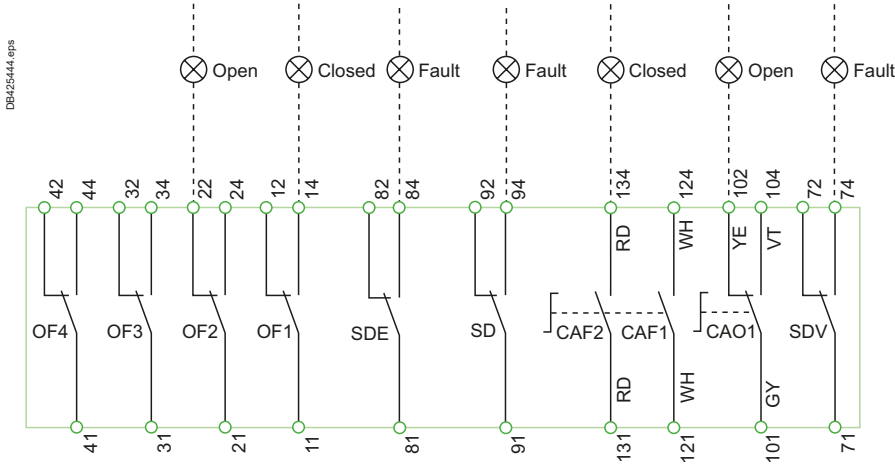 DB425444.eps
Open
Closed
Fault
Fault
Closed
Open
Fault
42
44
32
34
22
24
12
14
82
84
92
94
134
124
102
104
72
74
RD
WH
YE
VT
OF4
OF3
OF2
OF1
SDE
SD
CAF2
CAF1
CAO1
SDV
RD
WH
GY
41
31
21
11
81
91
131
121
101
71